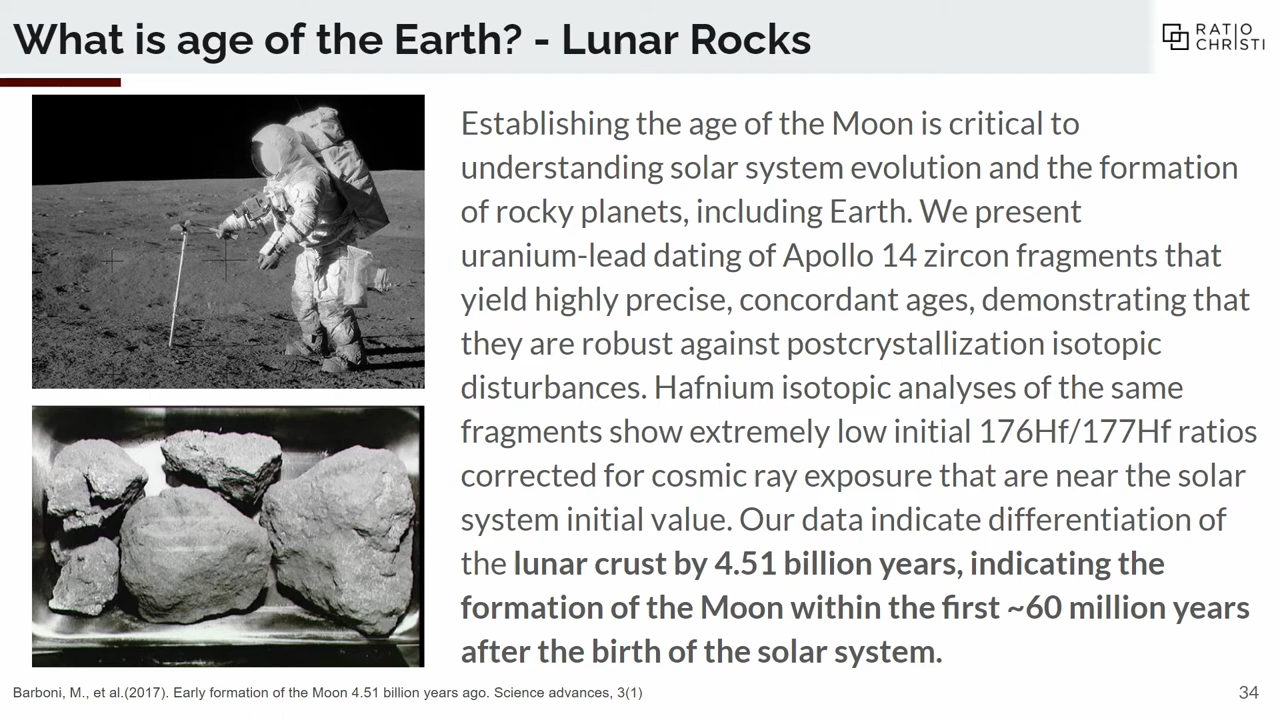 What is age of the Earth? - Lunar Rocks
RATIO
CHRISTI
Establishing the age of the Moon is critical to
understanding solar system evolution and the formation
of rocky planets, including Earth. We present
uranium-lead dating of Apollo 14 zircon fragments that
yield highly precise, concordant ages, demonstrating that
they are robust against postcrystallization isotopic
disturbances. Hafnium isotopic analyses of the same
fragments show extremely low initial 176Hf/177Hf ratios
corrected for cosmic ray exposure that are near the solar
system initial value. Our data indicate differentiation of
the lunar crust by 4.51 billion years, indicating the
formation of the Moon within the first ~60 million years
after the birth of the solar system.
Barboni, M., et al.(2017). Early formation of the Moon 4.51 billion years ago. Science advances, 3(1)
34